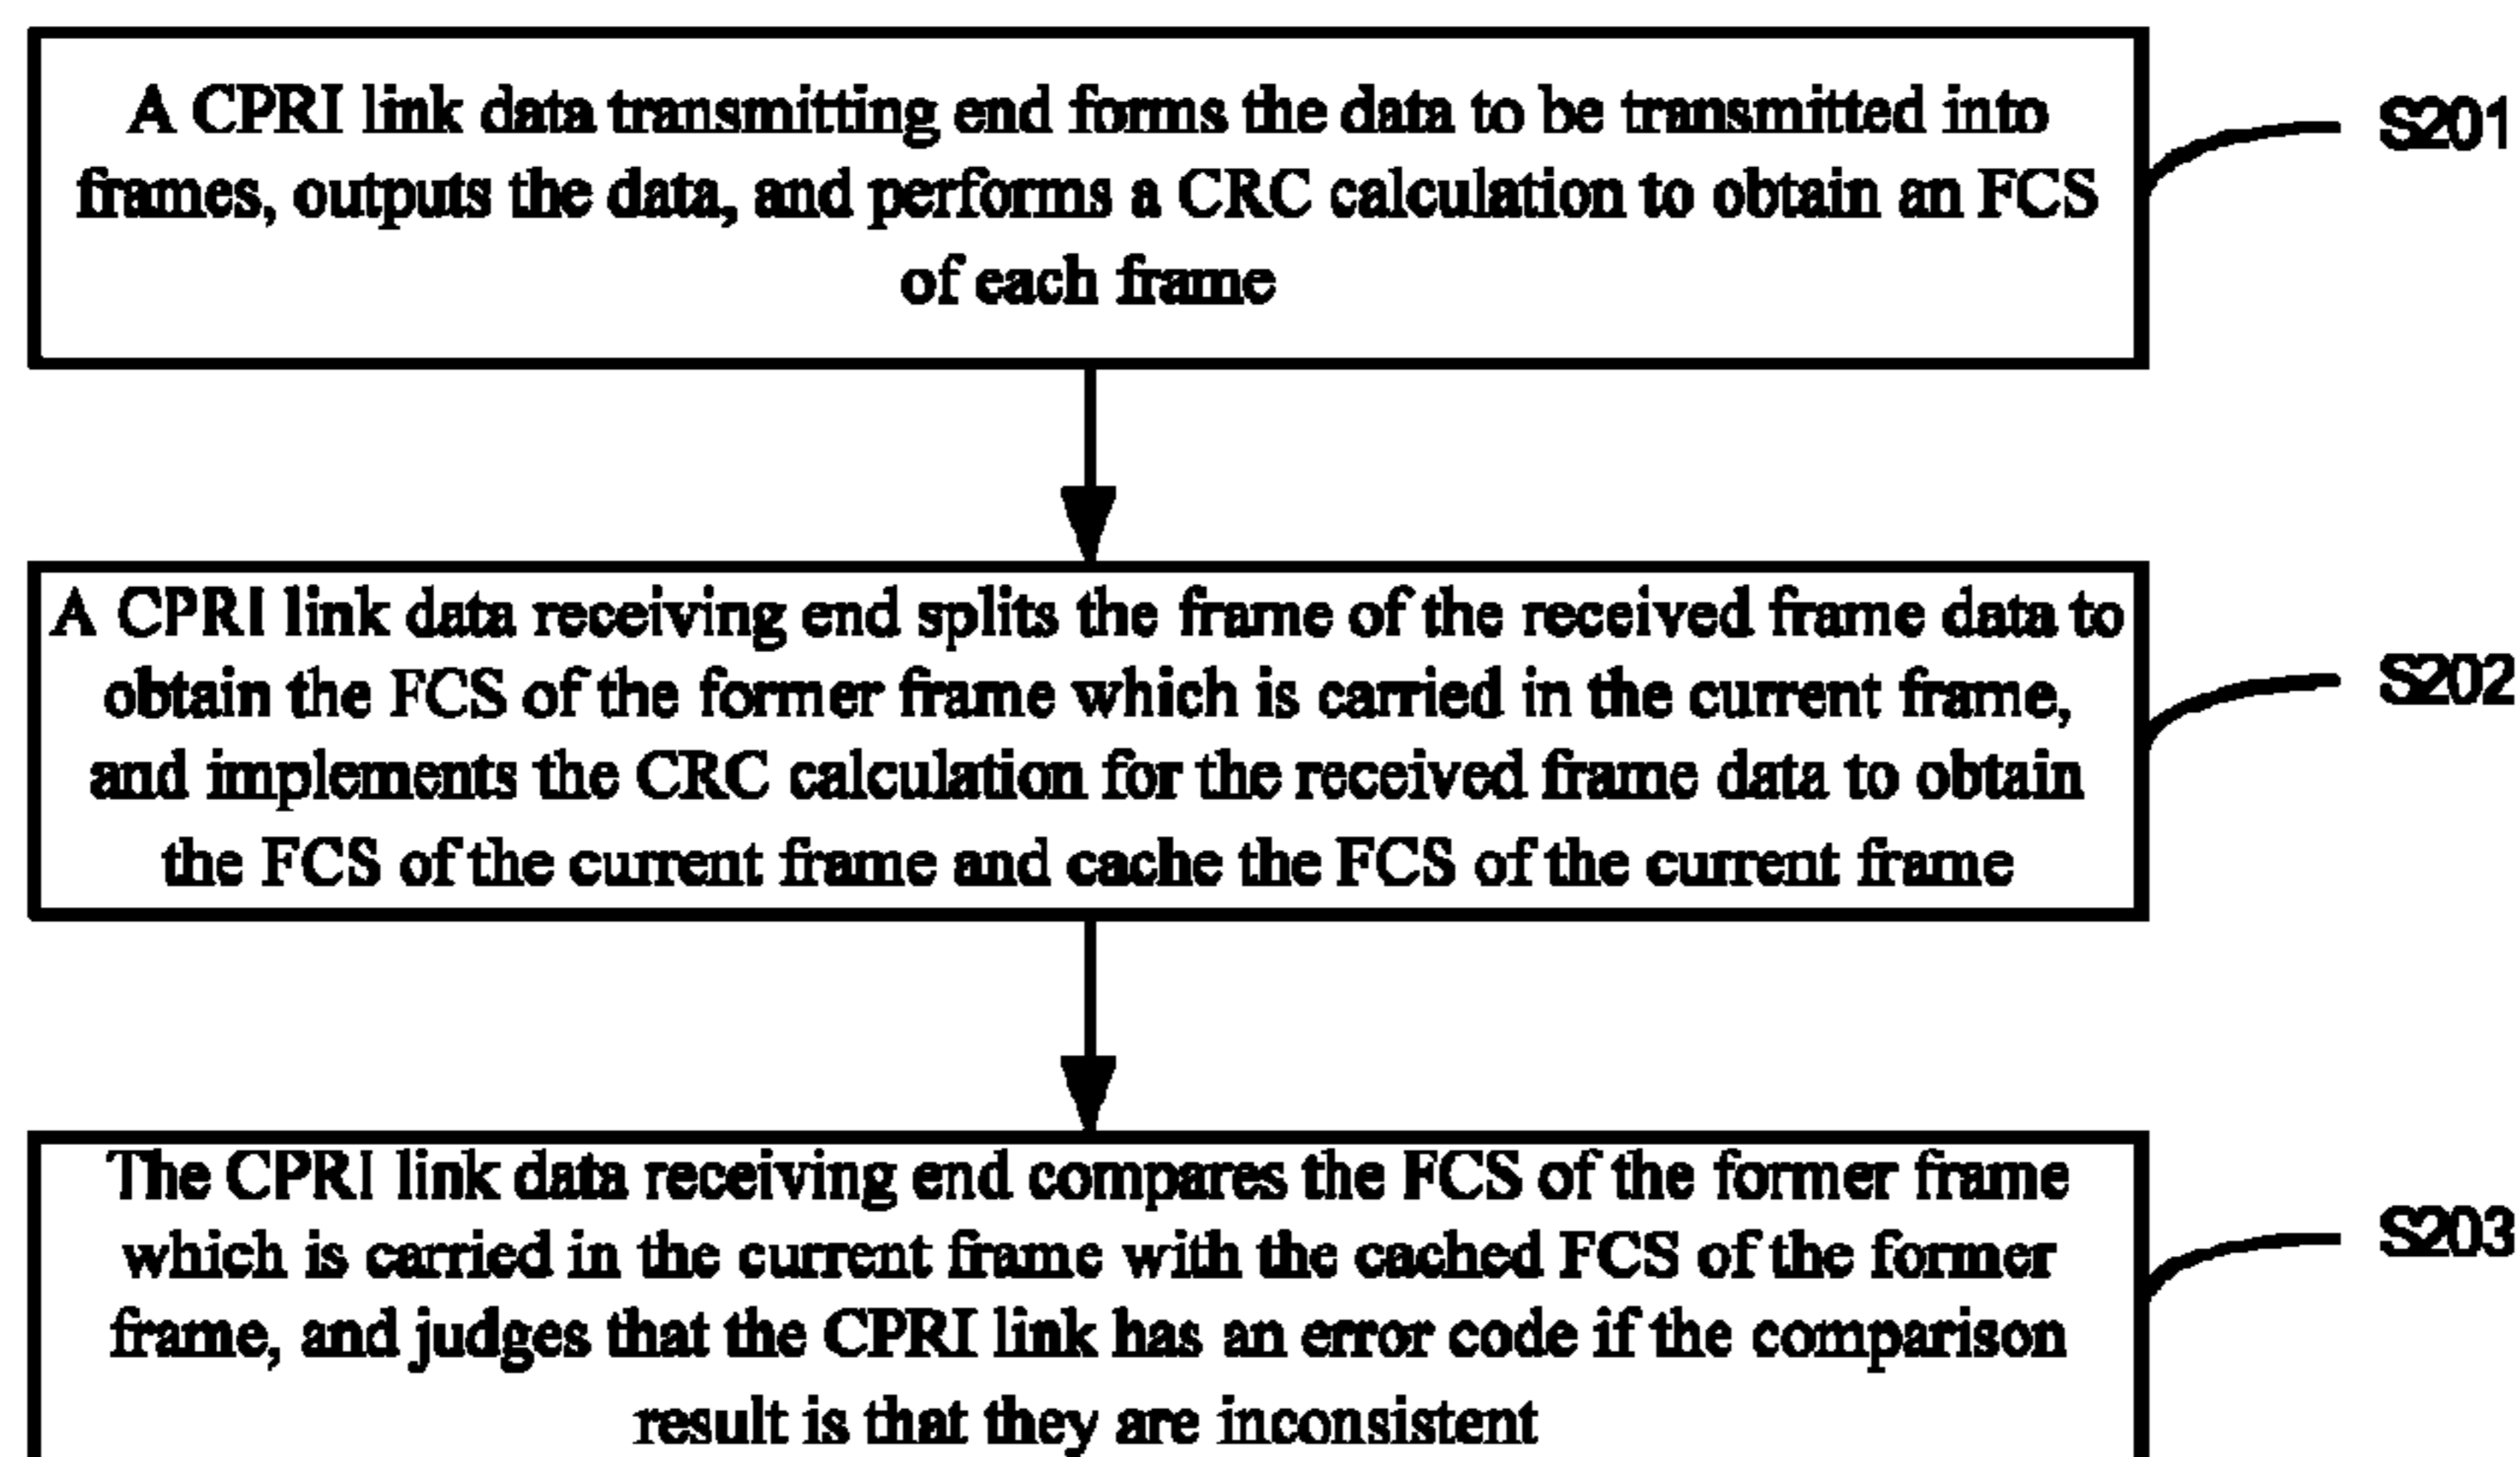 A CPRI link data transmitting end forms the data to be transmitted into
frames, outputs the data, and performs a CRC calculation to obtain an FCS
of each frame
S201
A CPRI link data receiving end splits the frame of the received frame data to
obtain the FCS of the former frame which is carried in the current frame,
and implements the CRC calculation for the received frame data to obtain
the FCS of the current frame and cache the FCS of the current frame
S202
The CPRI link data receiving end compares the FCS of the former frame
which is carried in the current frame with the cached FCS of the former
frame, and judges that the CPRI link has an error code if the comparison
result is that they are inconsistent
S203